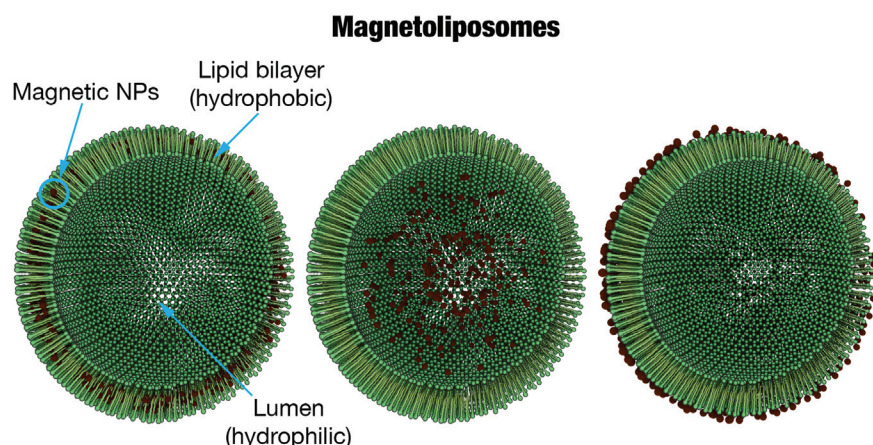 Magnetoliposomes
Lipid bilayer
(hydrophobic)
Magnetic NPs
Lumen
(hydrophilic)